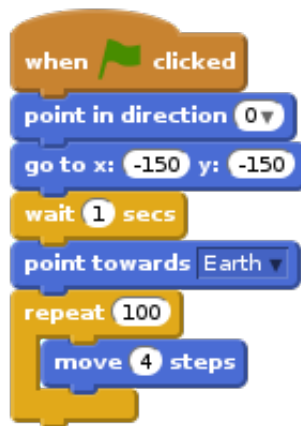 when clicked
point in direction 0
go to x: -150 y: -150
wait 1 secs
point towards Earth
repeat 100
move 4 steps